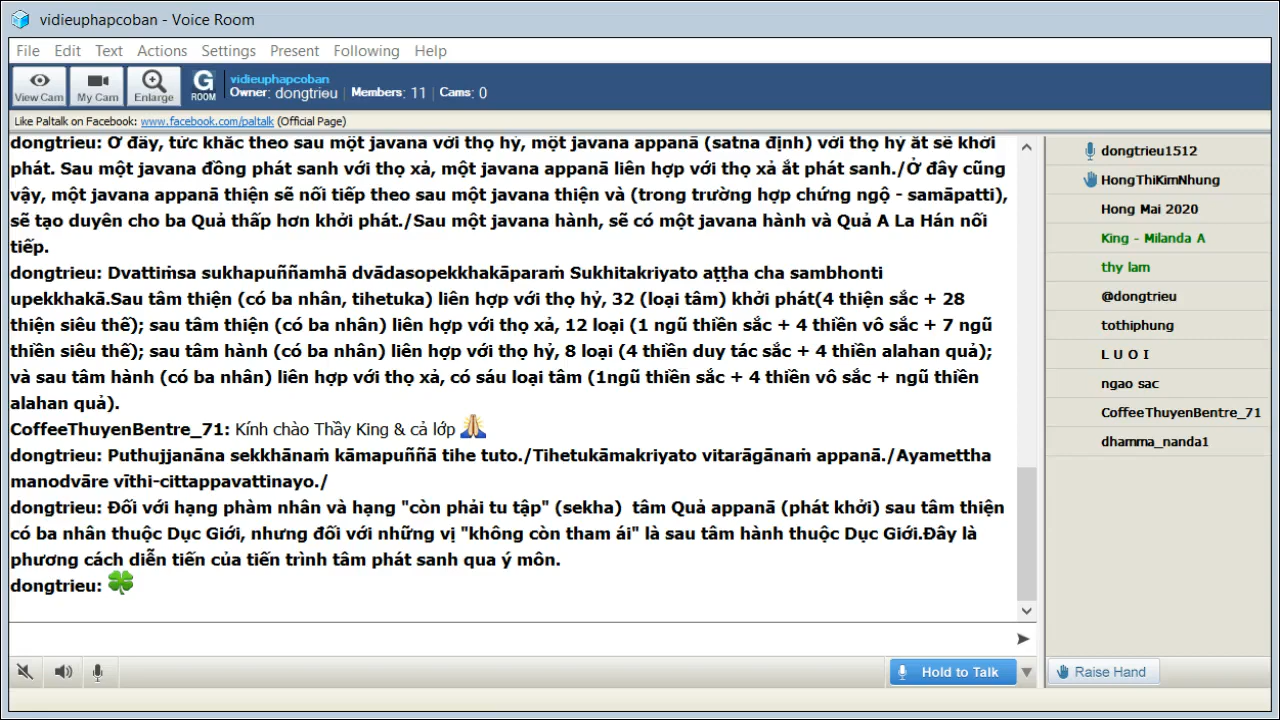 vidieuphapcoban - Voice Room
File Edit Text Actions Settings Present Following Help
View Cam My Cam Enlarge G ROOM
vidieuphapcoban
Owner: dongtrieu | Members: 11 | Cams: 0
Like Paltalk on Facebook: www.facebook.com/paltalk (Official Page)
dongtrieu: Ở đây, tức khắc theo sau một javana với thọ hỷ, một javana appanā (satna định) với thọ hỷ ắt sẽ khởi
phát. Sau một javana đồng phát sanh với thọ xả, một javana appanā liên hợp với thọ xả ắt phát sanh./Ở đây cũng
vậy, một javana appanā thiện sẽ nối tiếp theo sau một javana thiện và (trong trường hợp chứng ngộ - samāpatti),
sẽ tạo duyên cho ba Quả thấp hơn khởi phát./Sau một javana hành, sẽ có một javana hành và Quả A La Hán nối
tiếp.
dongtrieu: Dvattiṁsa sukhapuññamhā dvādasopekkhakāparaṁ Sukhitakriyato aṭṭha cha sambhonti
upekkhakā.Sau tâm thiện (có ba nhân, tihetuka) liên hợp với thọ hỷ, 32 (loại tâm) khởi phát(4 thiện sắc + 28
thiện siêu thế); sau tâm thiện (có ba nhân) liên hợp với thọ xả, 12 loại (1 ngũ thiền sắc + 4 thiền vô sắc + 7 ngũ
thiền siêu thế); sau tâm hành (có ba nhân) liên hợp với thọ hỷ, 8 loại (4 thiền duy tác sắc + 4 thiền alahan quả);
và sau tâm hành (có ba nhân) liên hợp với thọ xả, có sáu loại tâm (1ngũ thiền sắc + 4 thiền vô sắc + ngũ thiền
alahan quả).
CoffeeThuyenBentre_71: Kính chào Thầy King & cả lớp
dongtrieu: Puthujjanāna sekkhānaṁ kāmapuññā tihe tuto./Tihetukāmakriyato vitarāgānaṁ appanā./Ayamettha
manodvāre vīthi-cittappavattinayo./
dongtrieu: Đối với hạng phàm nhân và hạng "còn phải tu tập" (sekha) tâm Quả appanā (phát khởi) sau tâm thiện
có ba nhân thuộc Dục Giới, nhưng đối với những vị "không còn tham ái" là sau tâm hành thuộc Dục Giới.Đây là
phương cách diễn tiến của tiến trình tâm phát sanh qua ý môn.
dongtrieu:
Hold to Talk
dongtrieu1512
HongThiKimNhung
Hong Mai 2020
King - Milanda A
thy lam
@dongtrieu
tothiphung
L U O I
ngao sac
CoffeeThuyenBentre_71
dhamma_nanda1
Raise Hand